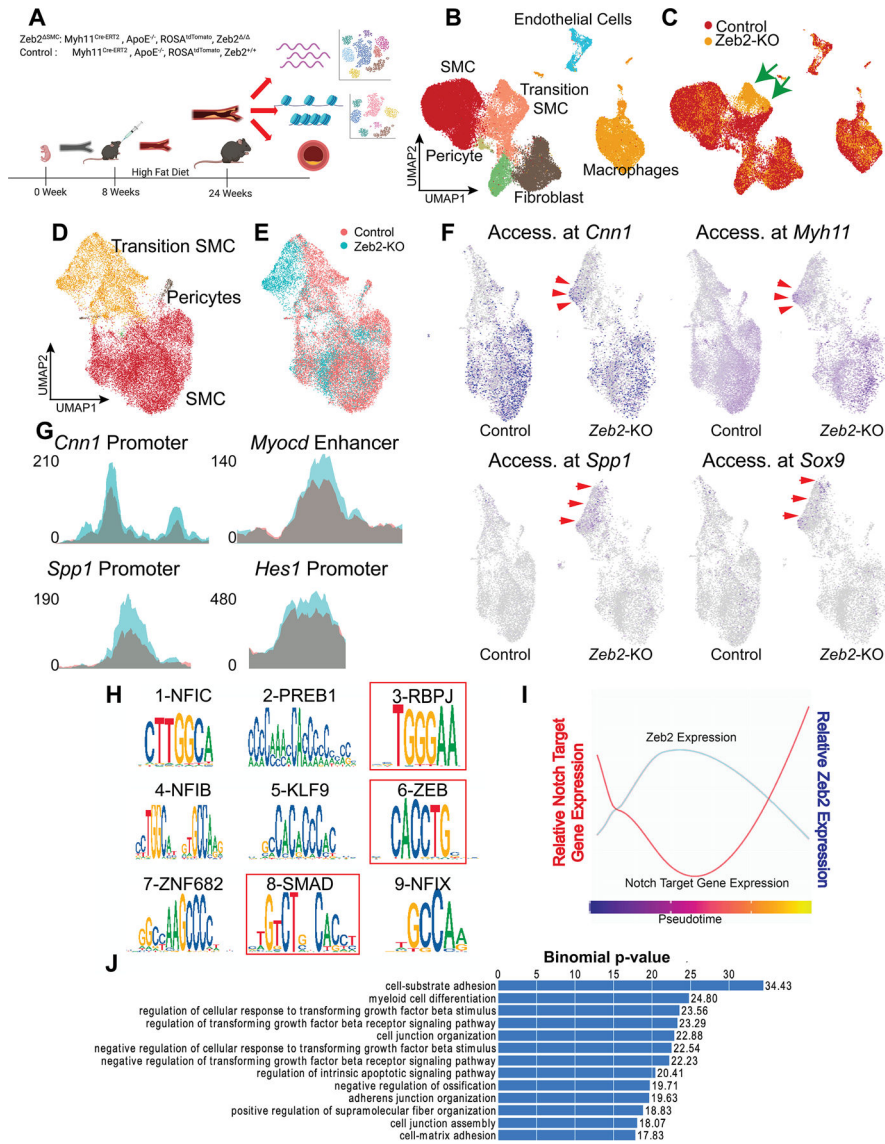 A
Zeb2ΔSMC: Myh11Cre-ERT2, ApoE-/-, ROSAtdTomato, Zeb2Δ/Δ
Control : Myh11Cre-ERT2 , ApoE-/-, ROSAtdTomato, Zeb2+/+
High Fat Diet
0 Week
8 Weeks
24 Weeks
B
Endothelial Cells
SMC
Transition
SMC
Pericyte
Macrophages
Fibroblast
UMAP2
UMAP1
C
Control
Zeb2-KO
D
Transition SMC
Pericytes
SMC
UMAP2
UMAP1
E
Control
Zeb2-KO
F
Access. at Cnn1
Access. at Myh11
Control
Zeb2-KO
Control
Zeb2-KO
Access. at Spp1
Access. at Sox9
Control
Zeb2-KO
Control
Zeb2-KO
G
Cnn1 Promoter
210
0
Myocd Enhancer
140
0
Spp1 Promoter
190
0
Hes1 Promoter
480
0
H
1-NFIC
2-PREB1
3-RBPJ
CTTGGCA
TGGGAA
4-NFIB
5-KLF9
6-ZEB
CACCTG
7-ZNF682
8-SMAD
9-NFIX
I
Relative Notch Target
Gene Expression
Zeb2 Expression
Notch Target Gene Expression
Relative Zeb2 Expression
Pseudotime
J
Binomial p-value
0 5 10 15 20 25 30
cell-substrate adhesion 34.43
myeloid cell differentiation 24.80
regulation of cellular response to transforming growth factor beta stimulus 23.56
regulation of transforming growth factor beta receptor signaling pathway 23.29
cell junction organization 22.88
negative regulation of cellular response to transforming growth factor beta stimulus 22.54
negative regulation of transforming growth factor beta receptor signaling pathway 22.23
regulation of intrinsic apoptotic signaling pathway 20.41
negative regulation of ossification 19.71
adherens junction organization 19.63
positive regulation of supramolecular fiber organization 18.83
cell junction assembly 18.07
cell-matrix adhesion 17.83